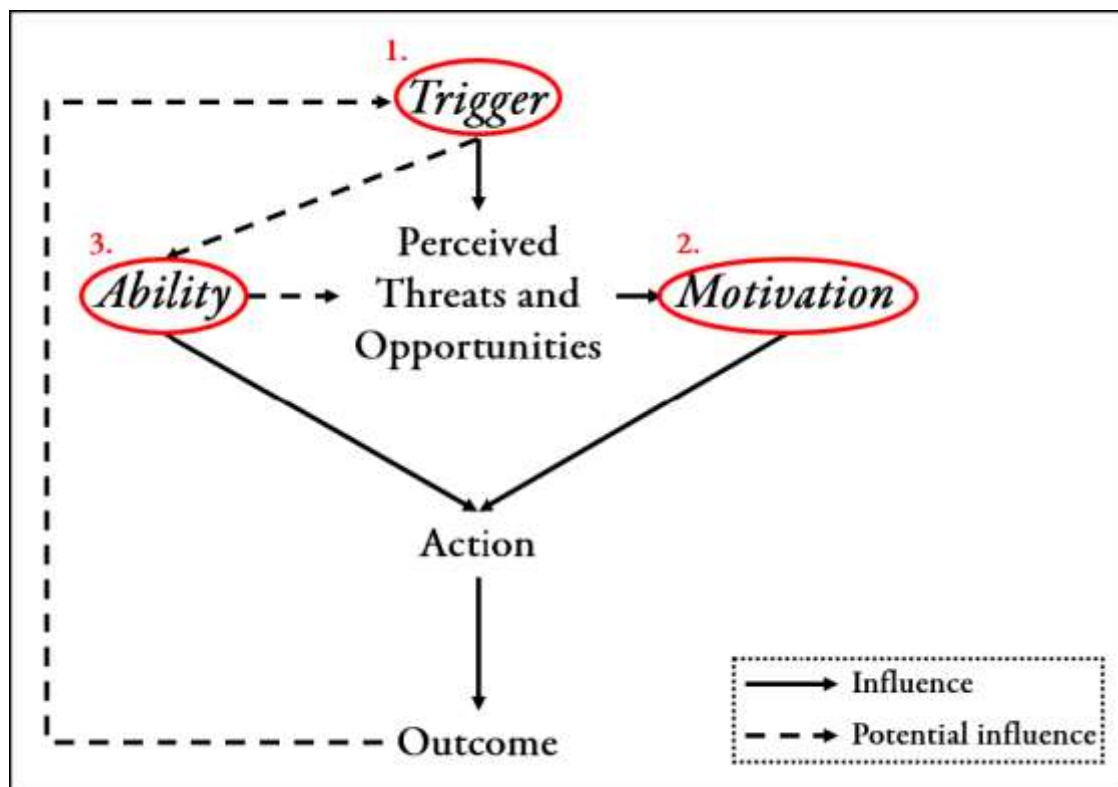 1.
Trigger
3.
Ability
Perceived
Threats and
Opportunities
2.
Motivation
Action
Outcome
Influence
Potential influence